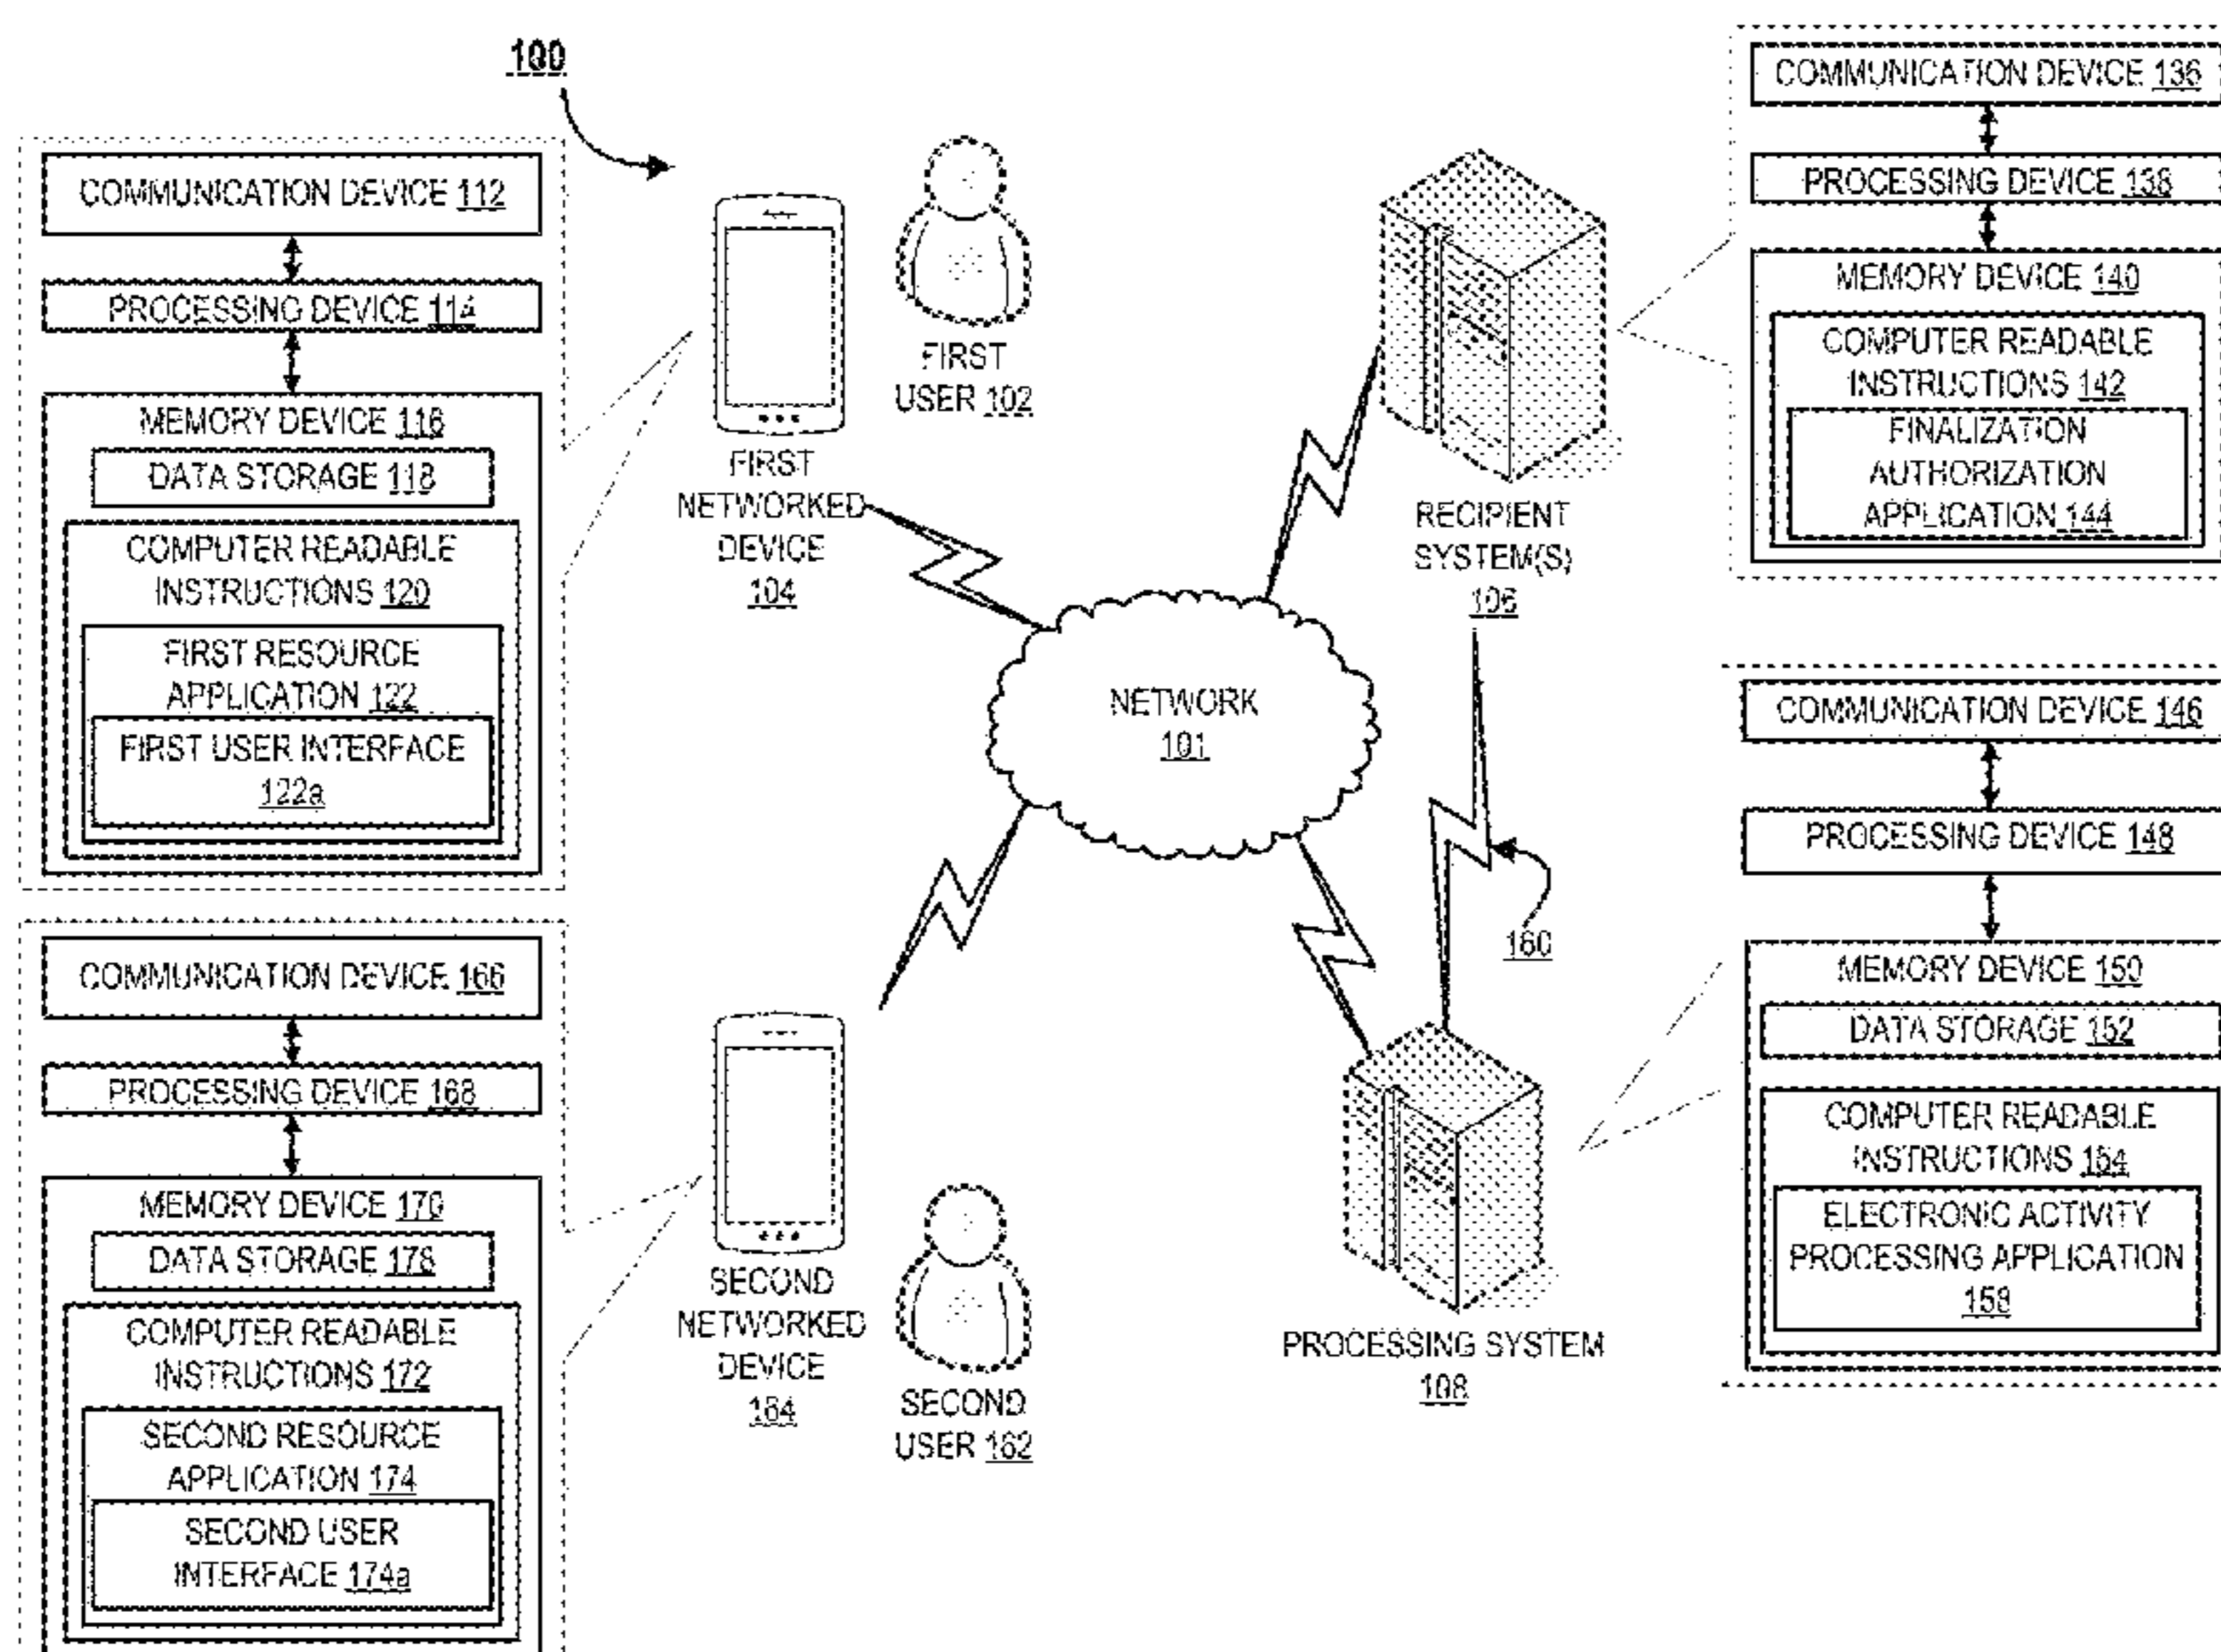 100
COMMUNICATION DEVICE 112
PROCESSING DEVICE 114
MEMORY DEVICE 116
DATA STORAGE 118
COMPUTER READABLE
INSTRUCTIONS 120
FIRST RESOURCE
APPLICATION 122
FIRST USER INTERFACE
122a
COMMUNICATION DEVICE 166
PROCESSING DEVICE 168
MEMORY DEVICE 170
DATA STORAGE 178
COMPUTER READABLE
INSTRUCTIONS 172
SECOND RESOURCE
APPLICATION 174
SECOND USER
INTERFACE 174a
FIRST
NETWORKED
DEVICE
104
FIRST
USER 102
NETWORK
101
SECOND
NETWORKED
DEVICE
164
SECOND
USER 162
RECIPIENT
SYSTEM(S)
106
160
PROCESSING SYSTEM
108
COMMUNICATION DEVICE 136
PROCESSING DEVICE 138
MEMORY DEVICE 140
COMPUTER READABLE
INSTRUCTIONS 142
FINALIZATION
AUTHORIZATION
APPLICATION 144
COMMUNICATION DEVICE 146
PROCESSING DEVICE 148
MEMORY DEVICE 150
DATA STORAGE 152
COMPUTER READABLE
INSTRUCTIONS 154
ELECTRONIC ACTIVITY
PROCESSING APPLICATION
158